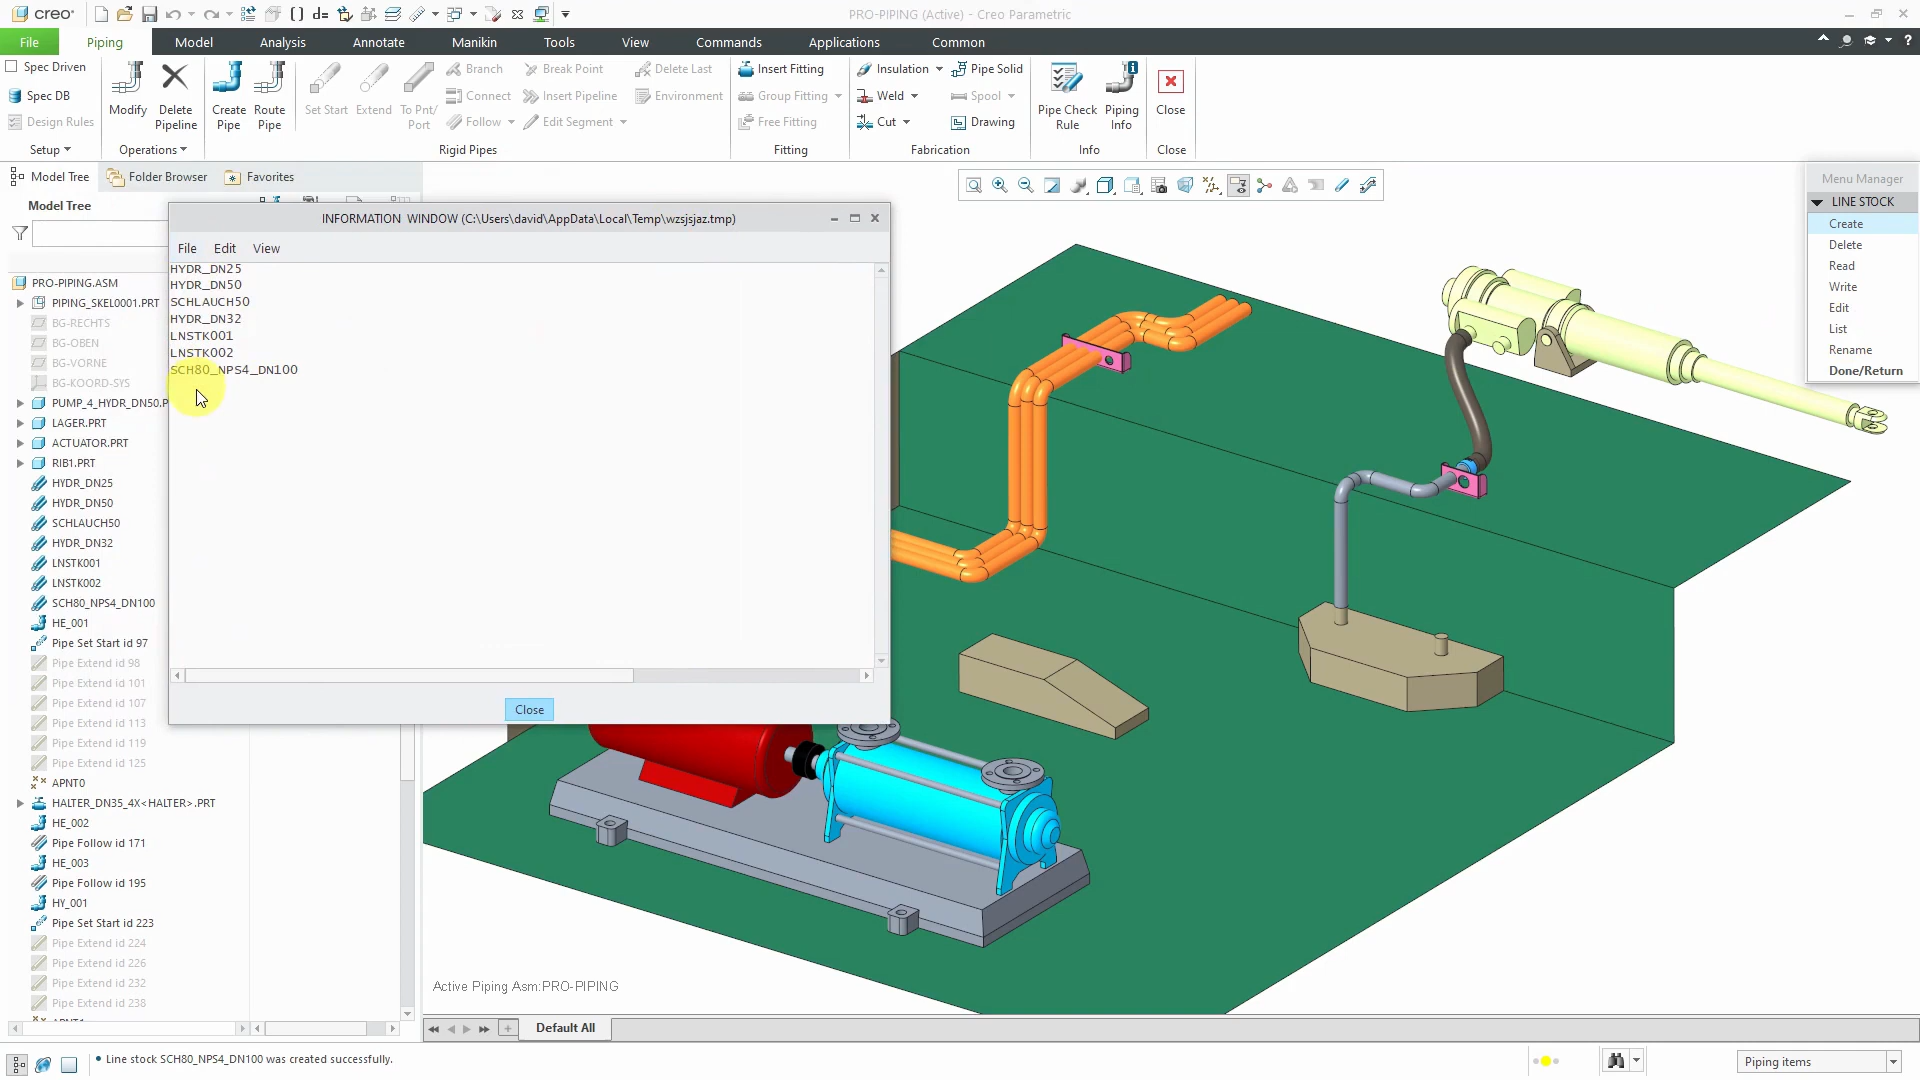 creo
PRO-PIPING (Active) - Creo Parametric
File
Piping
Model
Analysis
Annotate
Manikin
Tools
View
Commands
Applications
Common
Spec Driven
Spec DB
Design Rules
Setup
Modify
Delete Pipeline
Operations
Create Pipe
Route Pipe
Set Start
Extend
To Pnt/ Port
Branch
Connect
Follow
Break Point
Insert Pipeline
Edit Segment
Delete Last
Environment
Rigid Pipes
Insert Fitting
Group Fitting
Free Fitting
Fitting
Insulation
Weld
Cut
Pipe Solid
Spool
Drawing
Fabrication
Pipe Check Rule
Piping Info
Info
Close
Close
Model Tree
Folder Browser
Favorites
Model Tree
PRO-PIPING.ASM
PIPING_SKEL0001.PRT
BG-RECHTS
BG-OBEN
BG-VORNE
BG-KOORD-SYS
PUMP_4_HYDR_DN50.P
LAGER.PRT
ACTUATOR.PRT
RIB1.PRT
HYDR_DN25
HYDR_DN50
SCHLAUCH50
HYDR_DN32
LNSTK001
LNSTK002
SCH80_NPS4_DN100
HE_001
Pipe Set Start id 97
Pipe Extend id 98
Pipe Extend id 101
Pipe Extend id 107
Pipe Extend id 113
Pipe Extend id 119
Pipe Extend id 125
APNT0
HALTER_DN35_4X<HALTER>.PRT
HE_002
Pipe Follow id 171
HE_003
Pipe Follow id 195
HY_001
Pipe Set Start id 223
Pipe Extend id 224
Pipe Extend id 226
Pipe Extend id 232
Pipe Extend id 238
INFORMATION WINDOW (C:\Users\david\AppData\Local\Temp\wzsjsjaz.tmp)
File
Edit
View
HYDR_DN25
HYDR_DN50
SCHLAUCH50
HYDR_DN32
LNSTK001
LNSTK002
SCH80_NPS4_DN100
Close
Menu Manager
LINE STOCK
Create
Delete
Read
Write
Edit
List
Rename
Done/Return
Active Piping Asm:PRO-PIPING
Default All
• Line stock SCH80_NPS4_DN100 was created successfully.
Piping items